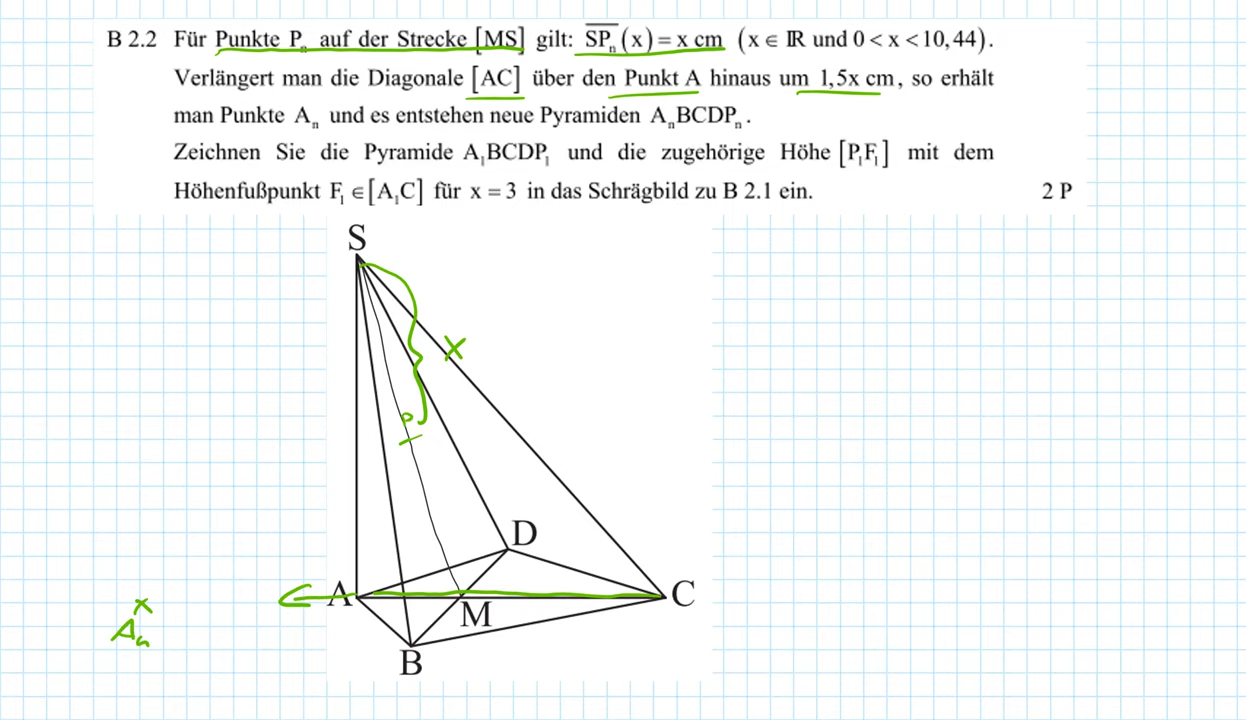 B 2.2 Für Punkte Pₙ auf der Strecke [MS] gilt: S̅P̅ₙ(x) = x cm (x ∈ ℝ und 0 < x < 10,44).
Verlängert man die Diagonale [AC] über den Punkt A hinaus um 1,5x cm, so erhält
man Punkte Aₙ und es entstehen neue Pyramiden AₙBCDPₙ.
Zeichnen Sie die Pyramide A₁BCDP₁ und die zugehörige Höhe [P₁F₁] mit dem
Höhenfußpunkt F₁ ∈ [A₁C] für x = 3 in das Schrägbild zu B 2.1 ein. 2 P
S
x
P
D
A
M
C
x
Aₙ
B